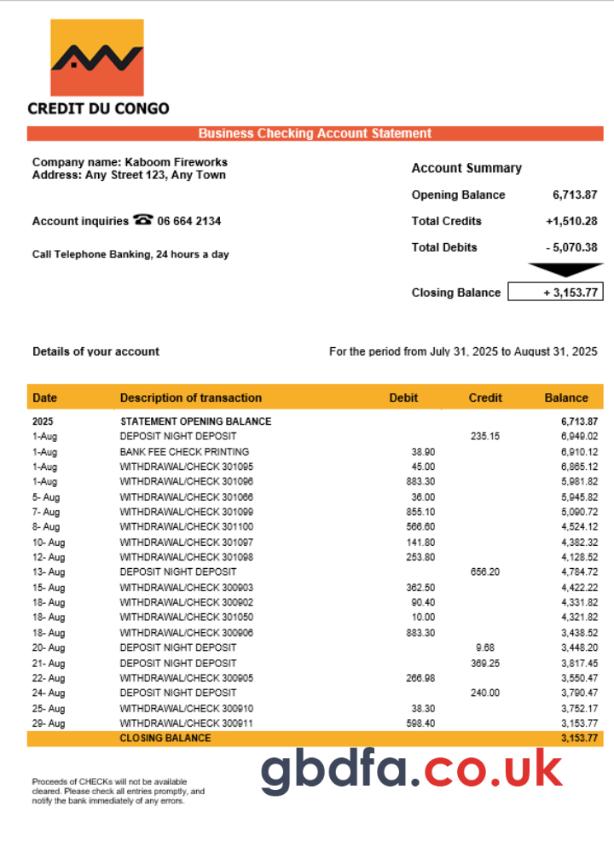 CREDIT DU CONGO
Business Checking Account Statement
Company name: Kaboom Fireworks
Address: Any Street 123, Any Town
Account inquiries ☎ 06 664 2134
Call Telephone Banking, 24 hours a day
Account Summary
Opening Balance 6,713.87
Total Credits +1,510.28
Total Debits - 5,070.38
Closing Balance + 3,153.77
Details of your account For the period from July 31, 2025 to August 31, 2025
Date Description of transaction Debit Credit Balance
2025 STATEMENT OPENING BALANCE 6,713.87
1-Aug DEPOSIT NIGHT DEPOSIT 235.15 6,949.02
1-Aug BANK FEE CHECK PRINTING 38.90 6,910.12
1-Aug WITHDRAWAL/CHECK 301095 45.00 6,865.12
1-Aug WITHDRAWAL/CHECK 301096 883.30 5,981.82
5- Aug WITHDRAWAL/CHECK 301066 36.00 5,945.82
7- Aug WITHDRAWAL/CHECK 301099 855.10 5,090.72
8- Aug WITHDRAWAL/CHECK 301100 566.60 4,524.12
10- Aug WITHDRAWAL/CHECK 301097 141.80 4,382.32
12- Aug WITHDRAWAL/CHECK 301098 253.80 4,128.52
13- Aug DEPOSIT NIGHT DEPOSIT 656.20 4,784.72
15- Aug WITHDRAWAL/CHECK 300903 362.50 4,422.22
18- Aug WITHDRAWAL/CHECK 300902 90.40 4,331.82
18- Aug WITHDRAWAL/CHECK 301050 10.00 4,321.82
18- Aug WITHDRAWAL/CHECK 300906 883.30 3,438.52
20- Aug DEPOSIT NIGHT DEPOSIT 9.68 3,448.20
21- Aug DEPOSIT NIGHT DEPOSIT 369.25 3,817.45
22- Aug WITHDRAWAL/CHECK 300905 266.98 3,550.47
24- Aug DEPOSIT NIGHT DEPOSIT 240.00 3,790.47
25- Aug WITHDRAWAL/CHECK 300910 38.30 3,752.17
29- Aug WITHDRAWAL/CHECK 300911 598.40 3,153.77
CLOSING BALANCE 3,153.77
gbdfa.co.uk
Proceeds of CHECKs will not be available
cleared. Please check all entries promptly, and
notify the bank immediately of any errors.